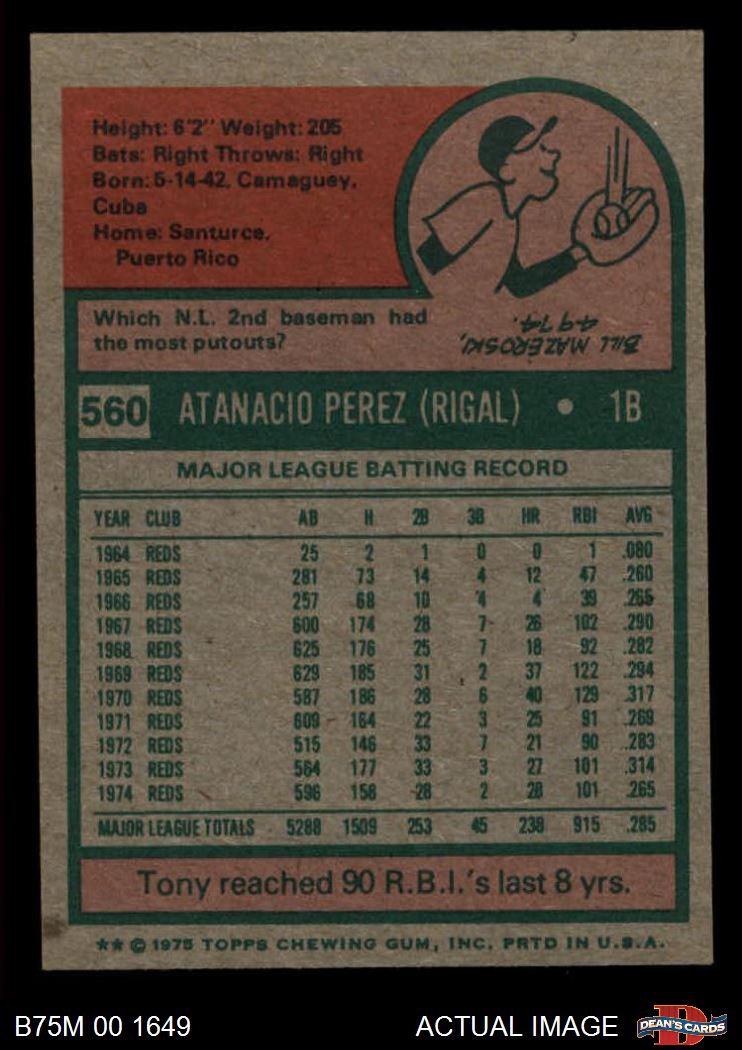 Height: 6'2" Weight: 205
Bats: Right Throws: Right
Born: 5-14-42, Camaguey,
Cuba
Home: Santurce,
Puerto Rico
Which N.L. 2nd baseman had
the most putouts?
BILL MAZEROSKI,
4974.
560 ATANACIO PEREZ (RIGAL) • 1B
MAJOR LEAGUE BATTING RECORD
YEAR CLUB AB H 2B 3B HR RBI AVG
1964 REDS 25 2 1 0 0 1 .080
1965 REDS 281 73 14 4 12 47 .260
1966 REDS 257 68 10 4 4 39 .265
1967 REDS 600 174 28 7 26 102 .290
1968 REDS 625 176 25 7 18 92 .282
1969 REDS 629 185 31 2 37 122 .294
1970 REDS 587 186 28 6 40 129 .317
1971 REDS 609 164 22 3 25 91 .269
1972 REDS 515 146 33 7 21 90 .283
1973 REDS 564 177 33 3 27 101 .314
1974 REDS 596 158 28 2 28 101 .265
MAJOR LEAGUE TOTALS 5288 1509 253 45 238 915 .285
Tony reached 90 R.B.I.'s last 8 yrs.
** © 1975 TOPPS CHEWING GUM, INC. PRTD IN U.S.A.
B75M 00 1649 ACTUAL IMAGE
D
DEAN'S CARDS